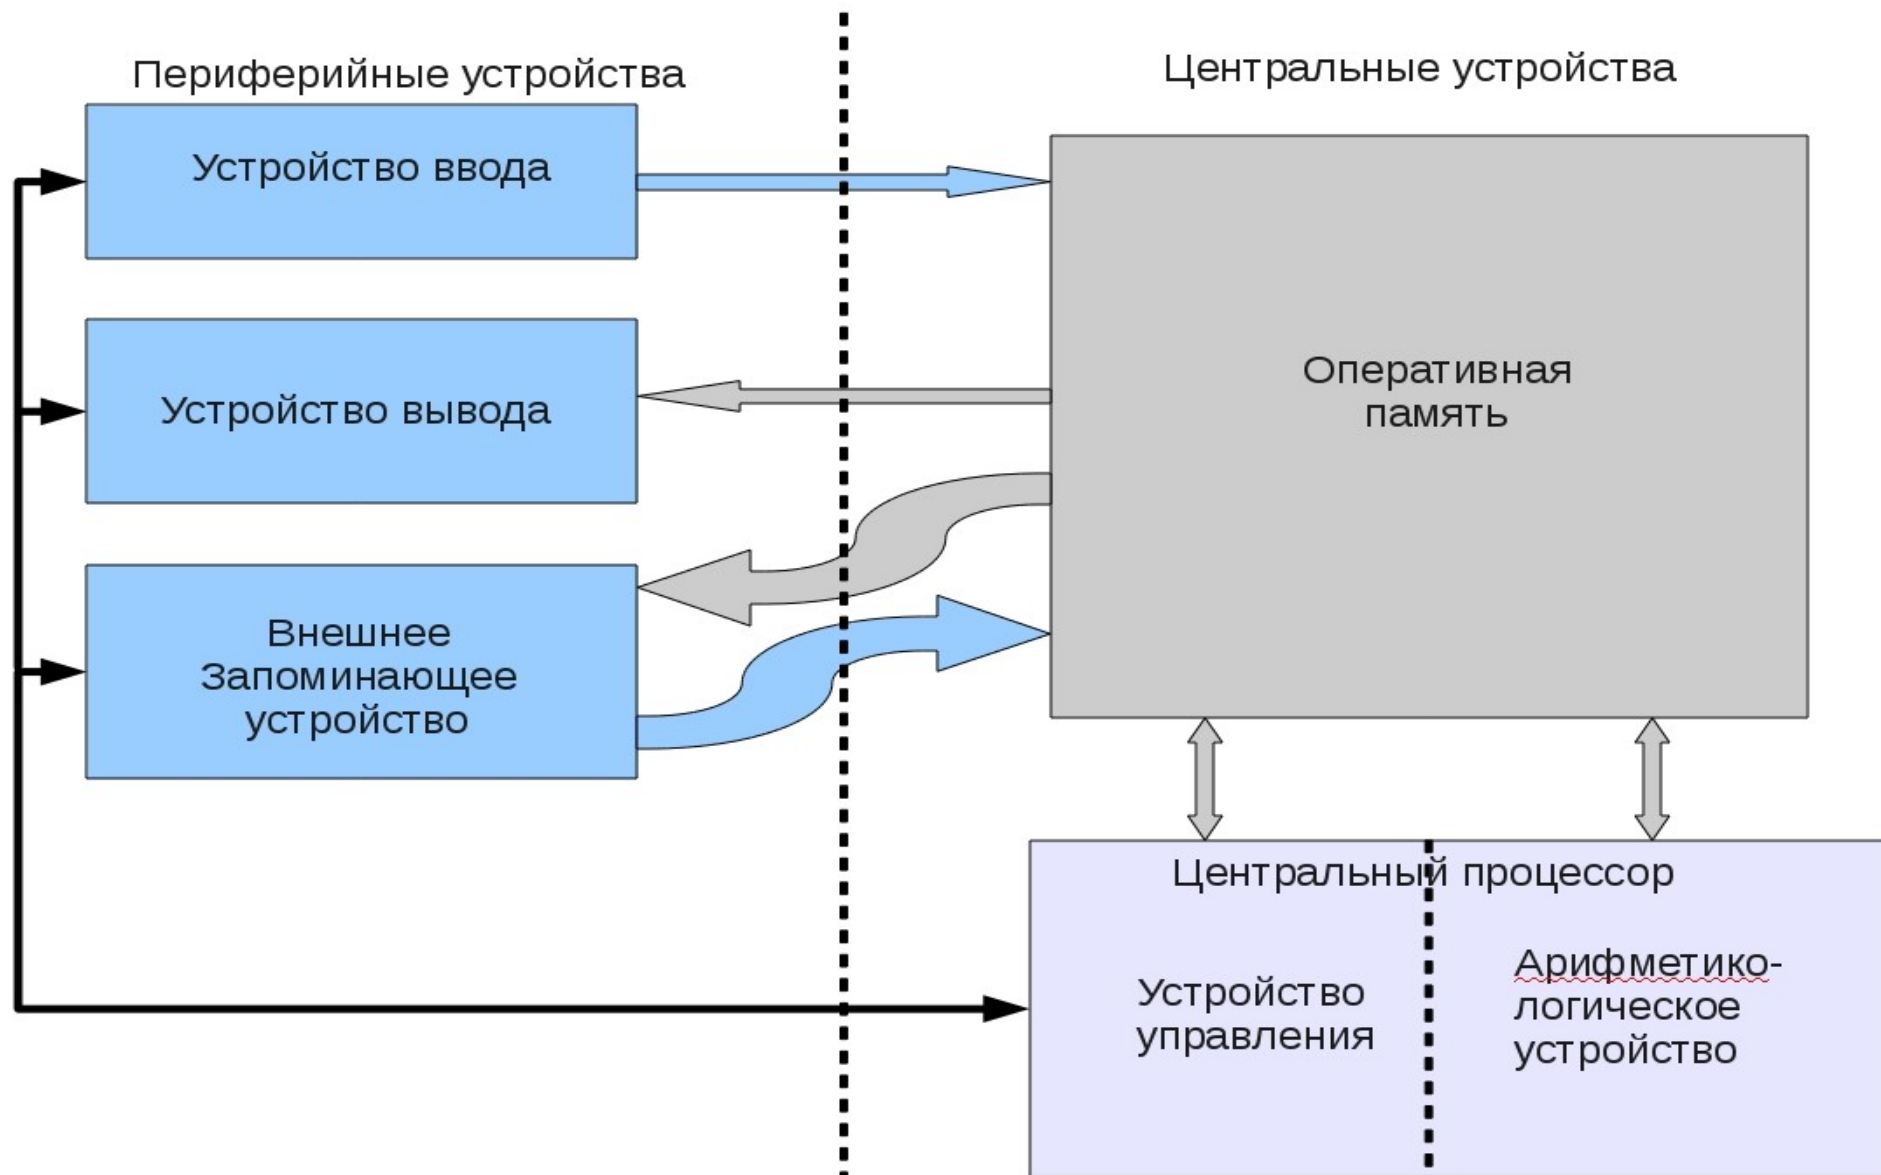 Периферийные устройства
Центральные устройства
Устройство ввода
Устройство вывода
Внешнее
Запоминающее
устройство
Оперативная
память
Центральный процессор
Устройство
управления
Арифметико-
логическое
устройство